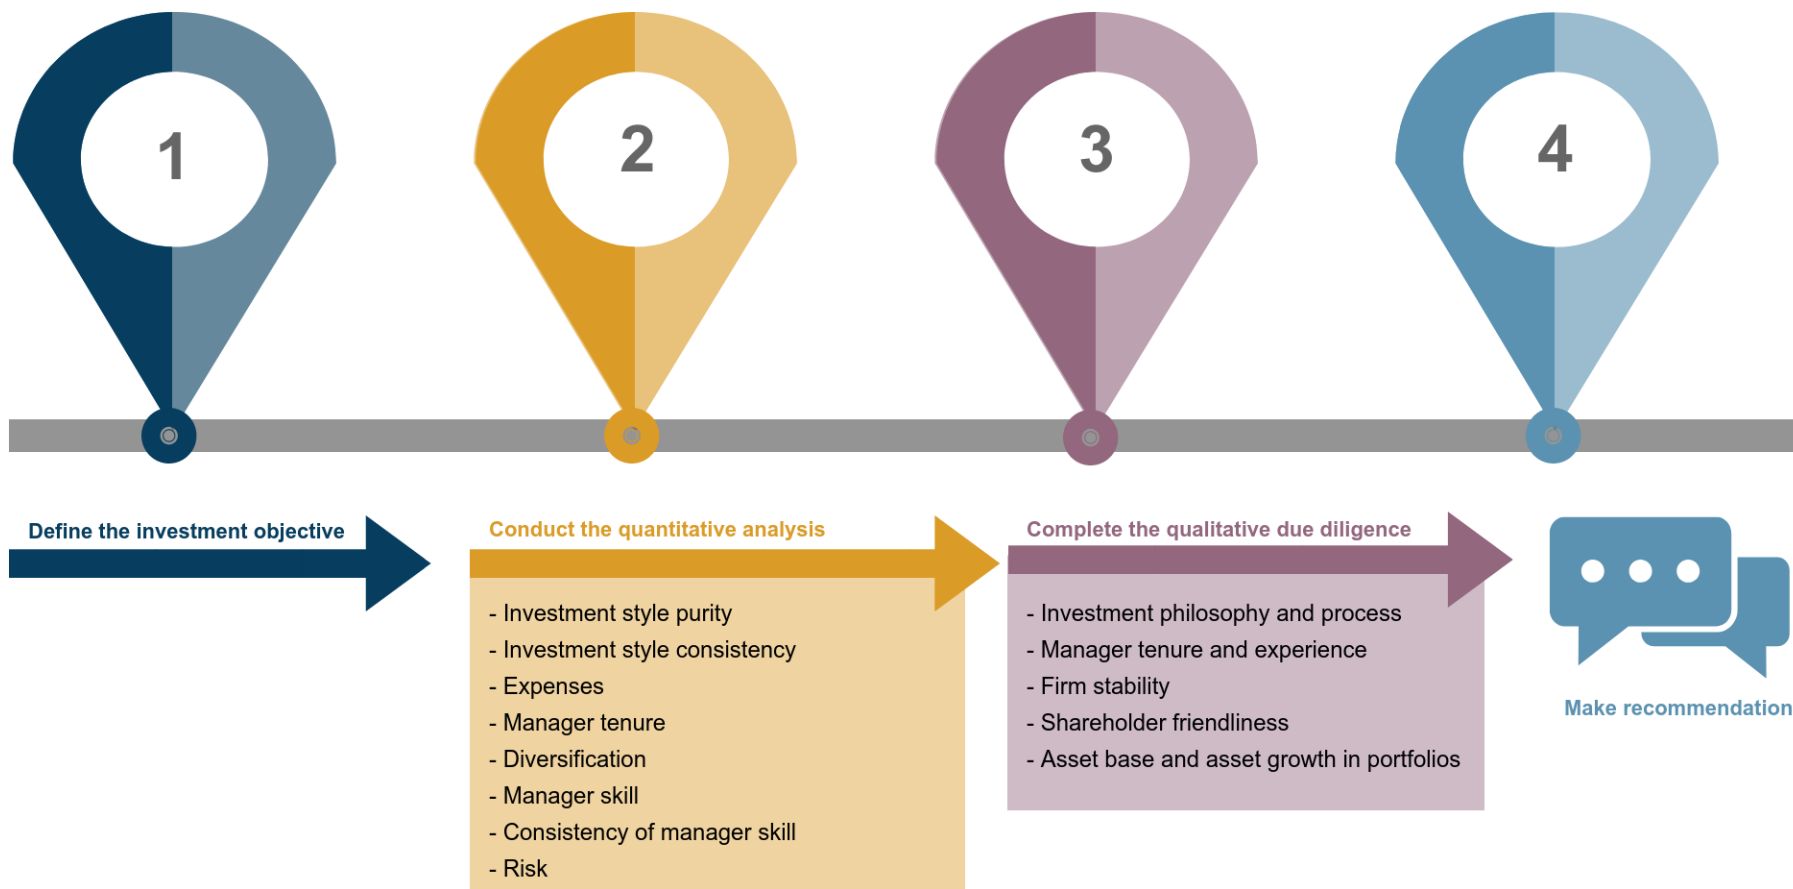 1
2
3
4
Define the investment objective
Conduct the quantitative analysis
- Investment style purity
- Investment style consistency
- Expenses
- Manager tenure
- Diversification
- Manager skill
- Consistency of manager skill
- Risk
Complete the qualitative due diligence
- Investment philosophy and process
- Manager tenure and experience
- Firm stability
- Shareholder friendliness
- Asset base and asset growth in portfolios
Make recommendation